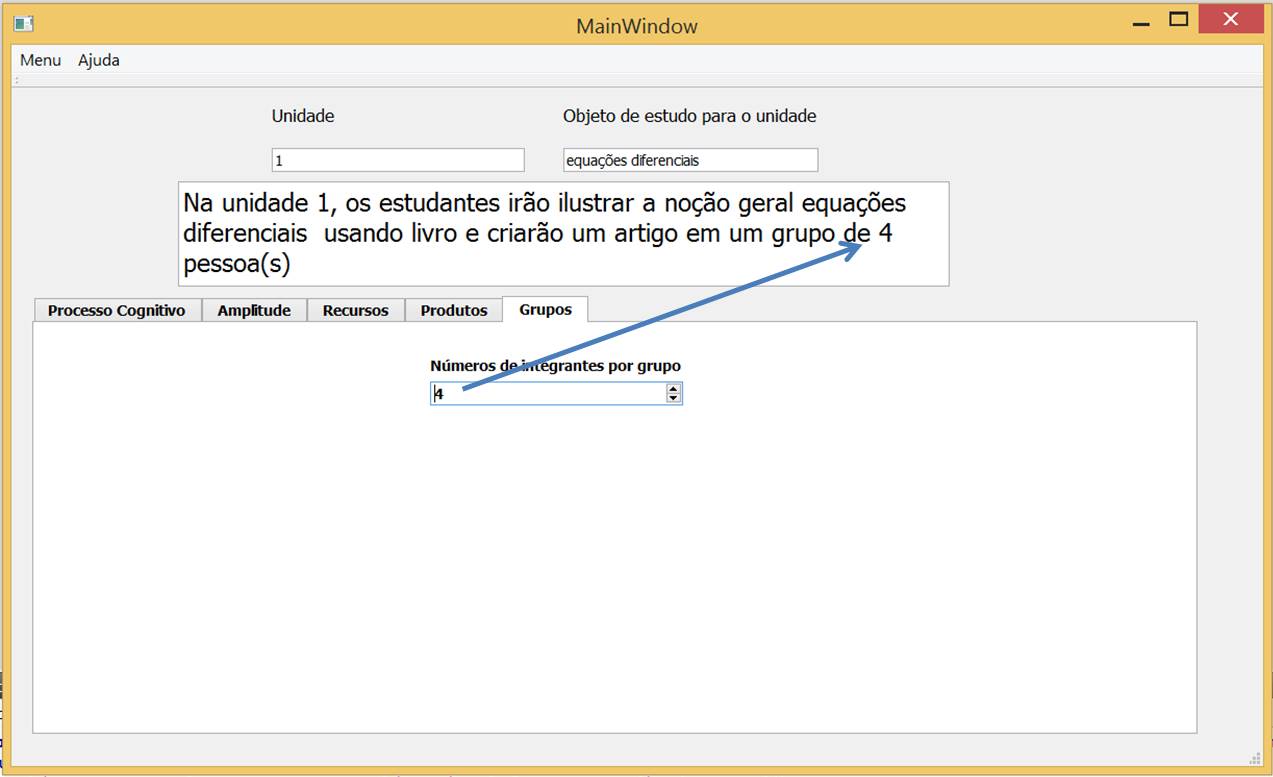 MainWindow
Menu Ajuda
Unidade Objeto de estudo para o unidade
1 equações diferenciais
Na unidade 1, os estudantes irão ilustrar a noção geral equações
diferenciais  usando livro e criarão um artigo em um grupo de 4
pessoa(s)
Processo Cognitivo Amplitude Recursos Produtos Grupos
Números de integrantes por grupo
4